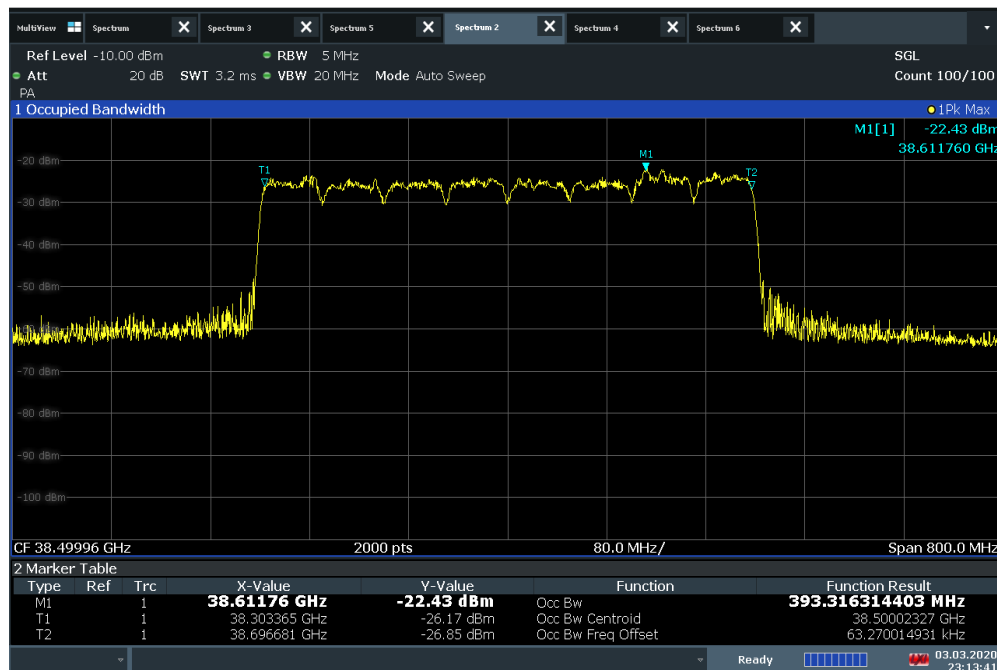 MultiView Spectrum Spectrum 3 Spectrum 5 Spectrum 2 Spectrum 4 Spectrum 6
Ref Level -10.00 dBm RBW 5 MHz SGL
Att 20 dB SWT 3.2 ms VBW 20 MHz Mode Auto Sweep Count 100/100
PA
1 Occupied Bandwidth 1Pk Max
M1[1] -22.43 dBm
38.611760 GHz
M1
-20 dBm
T1 T2
-30 dBm
-40 dBm
-50 dBm
-70 dBm
-80 dBm
-90 dBm
-100 dBm
CF 38.49996 GHz 2000 pts 80.0 MHz/ Span 800.0 MHz
2 Marker Table
Type Ref Trc X-Value Y-Value Function Function Result
M1 1 38.61176 GHz -22.43 dBm Occ Bw 393.316314403 MHz
T1 1 38.303365 GHz -26.17 dBm Occ Bw Centroid 38.50002327 GHz
T2 1 38.696681 GHz -26.85 dBm Occ Bw Freq Offset 63.270014931 kHz
Ready 03.03.2020
23:13:41